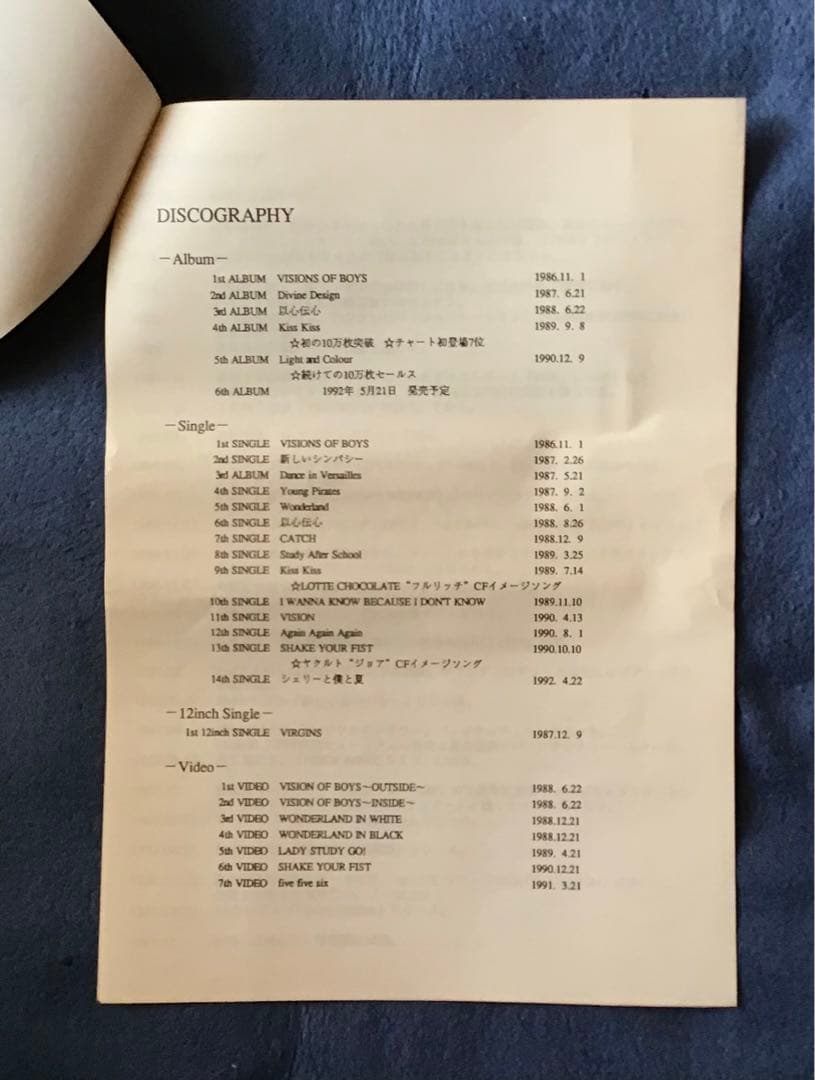 DISCOGRAPHY
－Album－
1st ALBUM VISIONS OF BOYS 1986.11. 1
2nd ALBUM Divine Design 1987. 6.21
3rd ALBUM 以心伝心 1988. 6.22
4th ALBUM Kiss Kiss 1989. 9. 8
☆初の10万枚突破 ☆チャート初登場7位
5th ALBUM Light and Colour 1990.12. 9
☆続けての10万枚セールス
6th ALBUM 1992年 5月21日 発売予定
－Single－
1st SINGLE VISIONS OF BOYS 1986.11. 1
2nd SINGLE 新しいシンパシー 1987. 2.26
3rd ALBUM Dance in Versailles 1987. 5.21
4th SINGLE Young Pirates 1987. 9. 2
5th SINGLE Wonderland 1988. 6. 1
6th SINGLE 以心伝心 1988. 8.26
7th SINGLE CATCH 1988.12. 9
8th SINGLE Study After School 1989. 3.25
9th SINGLE Kiss Kiss 1989. 7.14
☆LOTTE CHOCOLATE “フルリッチ” CFイメージソング
10th SINGLE I WANNA KNOW BECAUSE I DON'T KNOW 1989.11.10
11th SINGLE VISION 1990. 4.13
12th SINGLE Again Again Again 1990. 8. 1
13th SINGLE SHAKE YOUR FIST 1990.10.10
☆ヤクルト “ジョア” CFイメージソング
14th SINGLE シェリーと僕と夏 1992. 4.22
－12inch Single－
1st 12inch SINGLE VIRGINS 1987.12. 9
－Video－
1st VIDEO VISION OF BOYS～OUTSIDE～ 1988. 6.22
2nd VIDEO VISION OF BOYS～INSIDE～ 1988. 6.22
3rd VIDEO WONDERLAND IN WHITE 1988.12.21
4th VIDEO WONDERLAND IN BLACK 1988.12.21
5th VIDEO LADY STUDY GO! 1989. 4.21
6th VIDEO SHAKE YOUR FIST 1990.12.21
7th VIDEO five five six 1991. 3.21